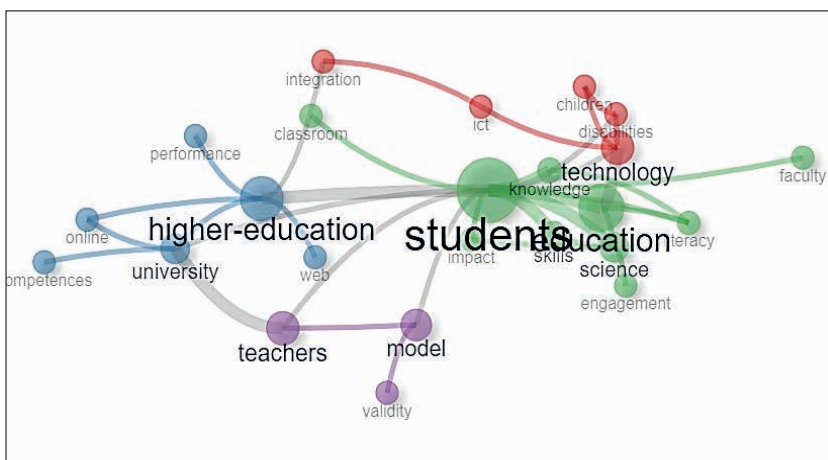 integration
children
ict
classroom
disabilities
performance
technology
faculty
knowledge
higher-education
students
education
online
skills
impact
science
university
web
ompetences
engagement
teachers
model
validity